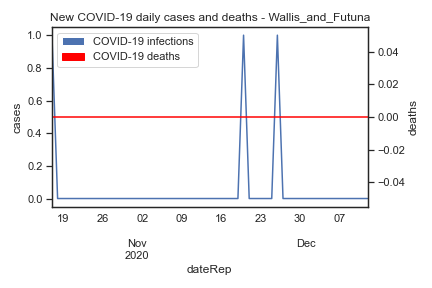 New COVID-19 daily cases and deaths - Wallis_and_Futuna
COVID-19 infections
COVID-19 deaths
cases
1.0
0.8
0.6
0.4
0.2
0.0
deaths
0.04
0.02
0.00
−0.02
−0.04
19 26 02 09 16 23 30 07
Nov Dec
2020
dateRep